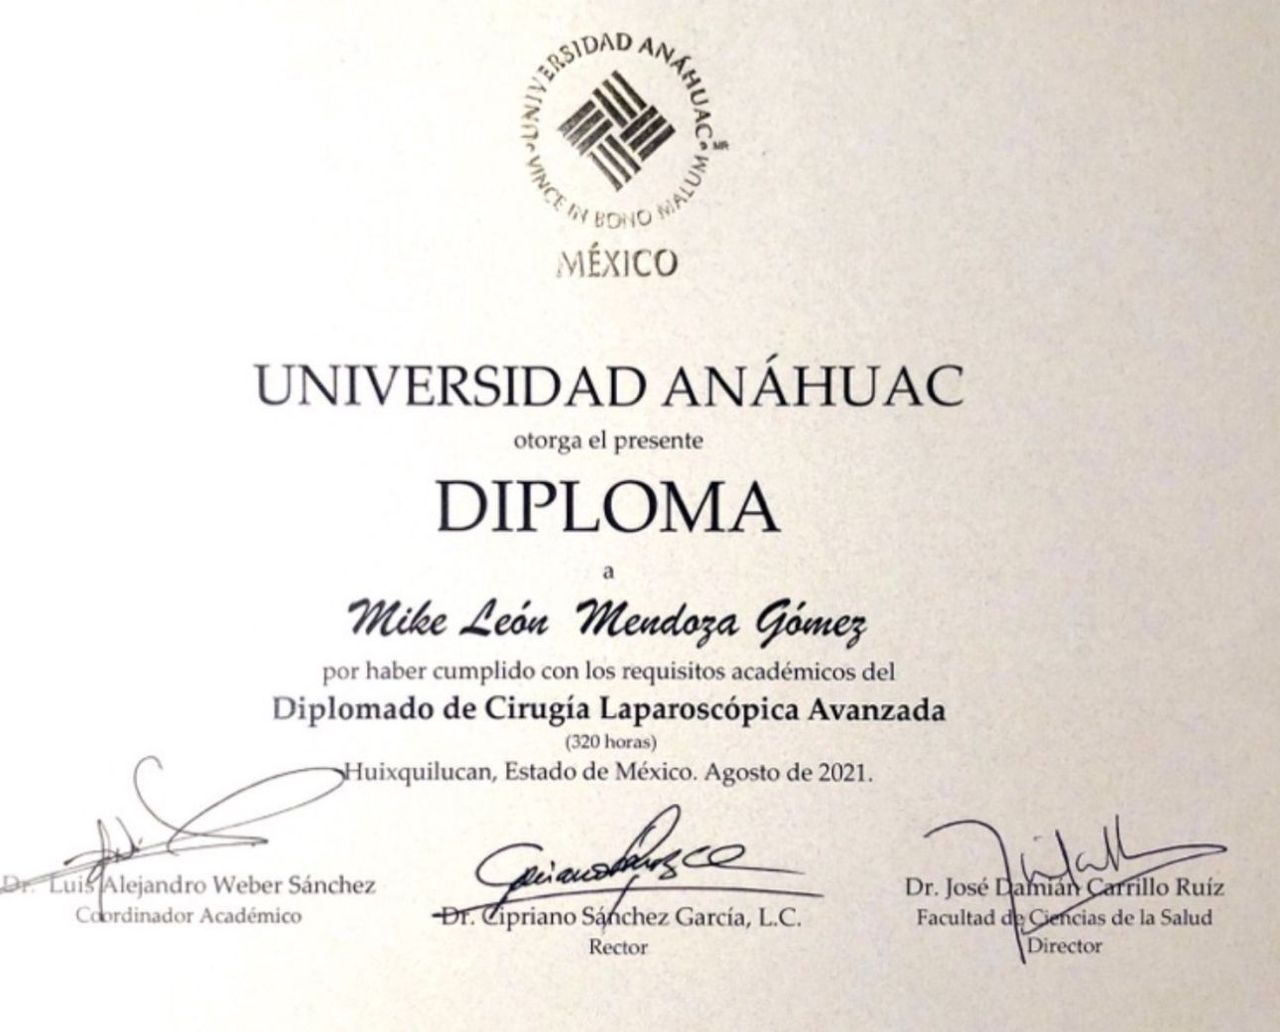 UNIVERSIDAD ANÁHUAC
VINCE IN BONO MALUM
MR
MÉXICO
UNIVERSIDAD ANÁHUAC
otorga el presente
DIPLOMA
a
Mike León Mendoza Gómez
por haber cumplido con los requisitos académicos del
Diplomado de Cirugía Laparoscópica Avanzada
(320 horas)
Huixquilucan, Estado de México. Agosto de 2021.
Dr. Luis Alejandro Weber Sánchez
Coordinador Académico
Dr. Cipriano Sánchez García, L.C.
Rector
Dr. José Damián Carrillo Ruíz
Facultad de Ciencias de la Salud
Director